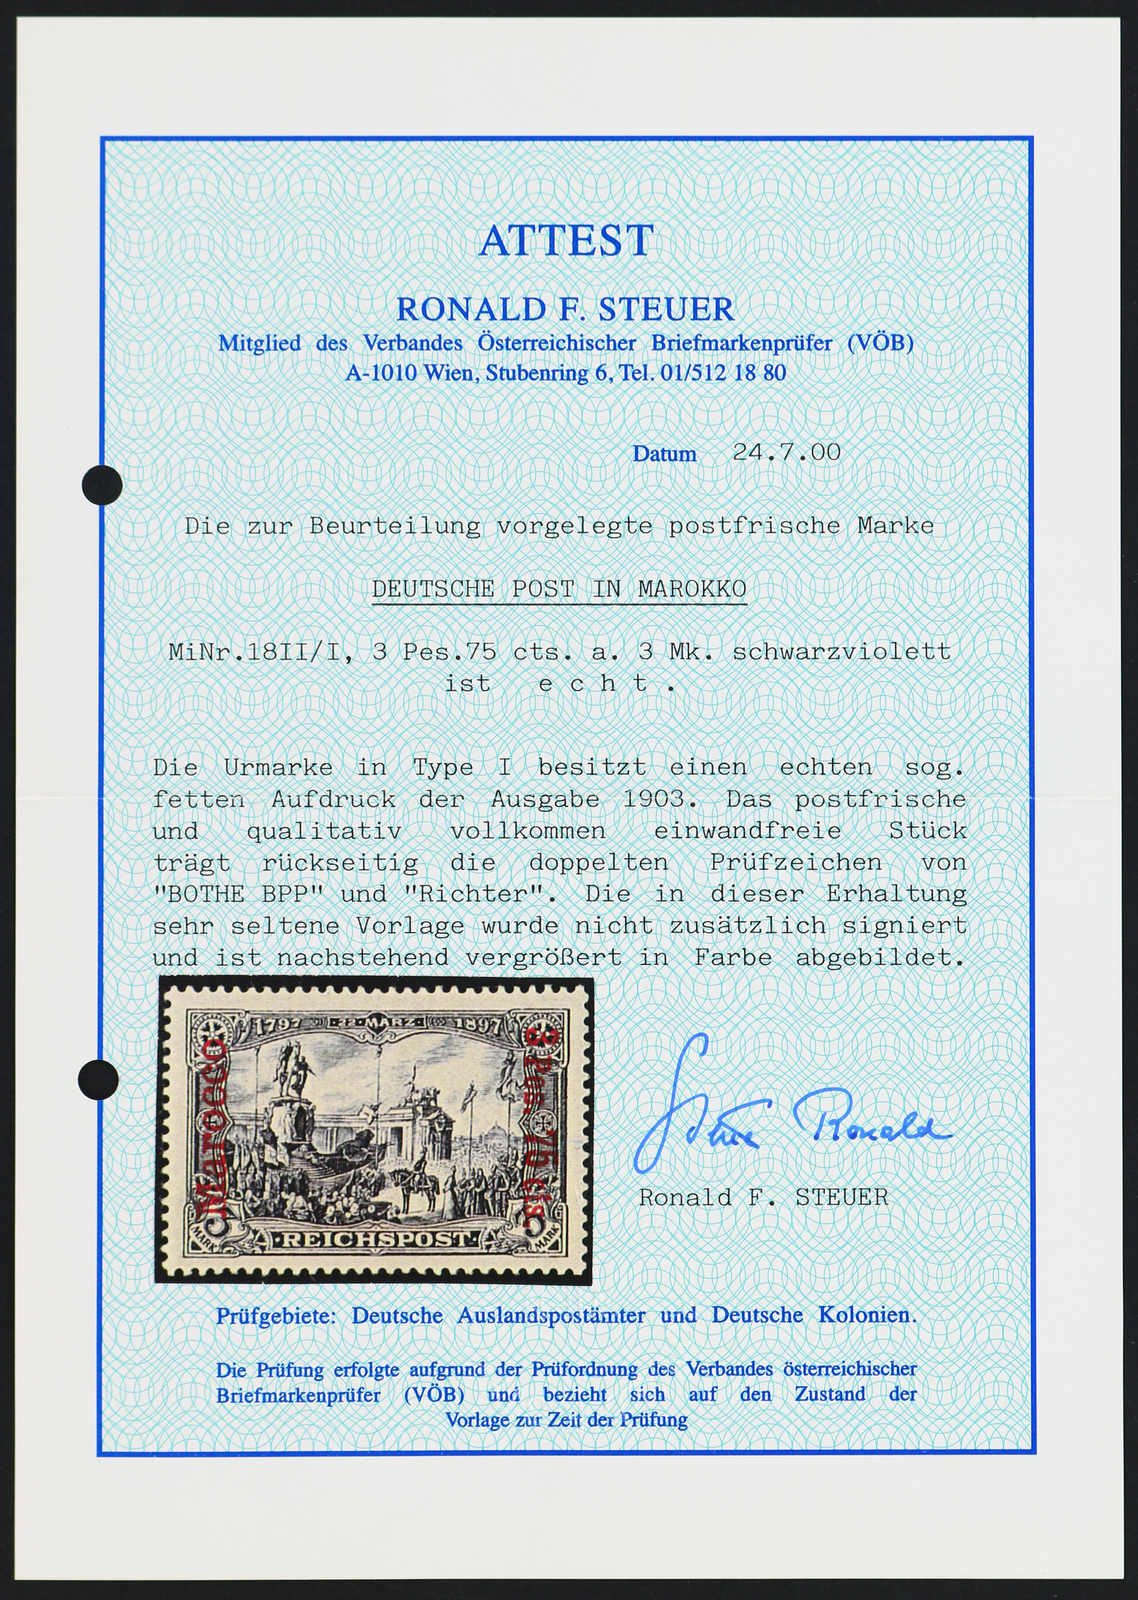 ATTEST
RONALD F. STEUER
Mitglied des Verbandes Österreichischer Briefmarkenprüfer (VÖB)
A-1010 Wien, Stubenring 6, Tel. 01/512 18 80
Datum 24.7.00
Die zur Beurteilung vorgelegte postfrische Marke
DEUTSCHE POST IN MAROKKO
MiNr.18II/I, 3 Pes.75 cts. a. 3 Mk. schwarzviolett
ist e c h t .
Die Urmarke in Type I besitzt einen echten sog.
fetten Aufdruck der Ausgabe 1903. Das postfrische
und qualitativ vollkommen einwandfreie Stück
trägt rückseitig die doppelten Prüfzeichen von
"BOTHE BPP" und "Richter". Die in dieser Erhaltung
sehr seltene Vorlage wurde nicht zusätzlich signiert
und ist nachstehend vergrößert in Farbe abgebildet.
1797 22 MÄRZ 1897
Marocco
3 Pes. 75 cts.
3 MARK
REICHSPOST
3 MARK
Steuer Ronald
Ronald F. STEUER
Prüfgebiete: Deutsche Auslandspostämter und Deutsche Kolonien.
Die Prüfung erfolgte aufgrund der Prüfordnung des Verbandes österreichischer
Briefmarkenprüfer (VÖB) und bezieht sich auf den Zustand der
Vorlage zur Zeit der Prüfung